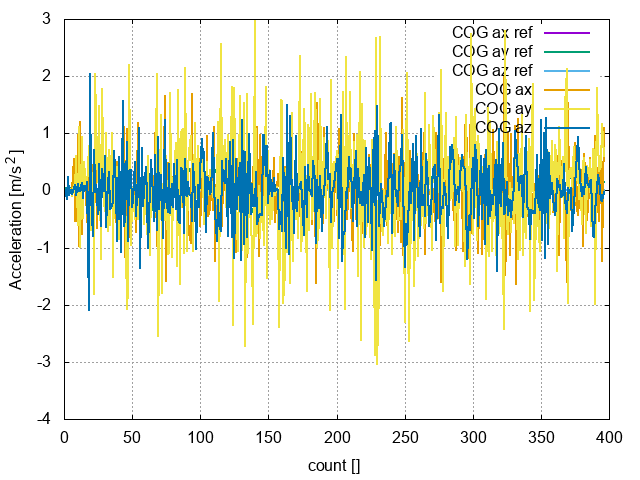 3
2
1
0
-1
-2
-3
-4
0 50 100 150 200 250 300 350 400
Acceleration [m/s²]
count []
COG ax ref
COG ay ref
COG az ref
COG ax
COG ay
COG az